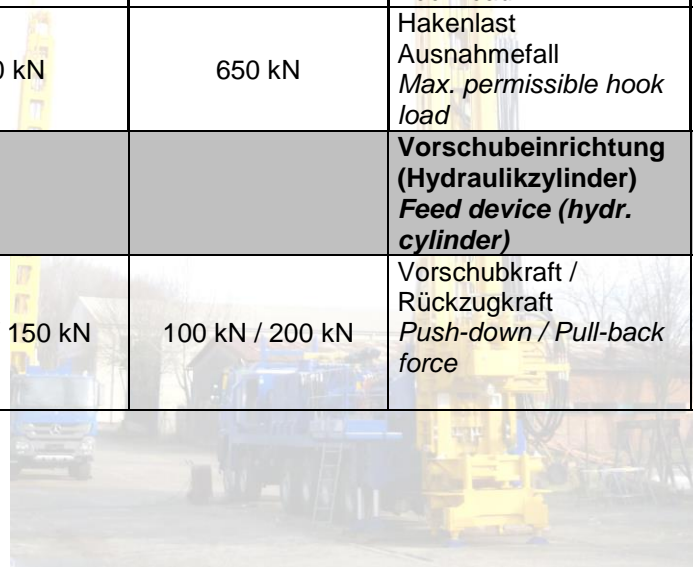 kN
650 kN
Hakenlast
Ausnahmefall
Max. permissible hook
load
Vorschubeinrichtung
(Hydraulikzylinder)
Feed device (hydr.
cylinder)
150 kN
100 kN / 200 kN
Vorschubkraft /
Rückzugkraft
Push-down / Pull-back
force